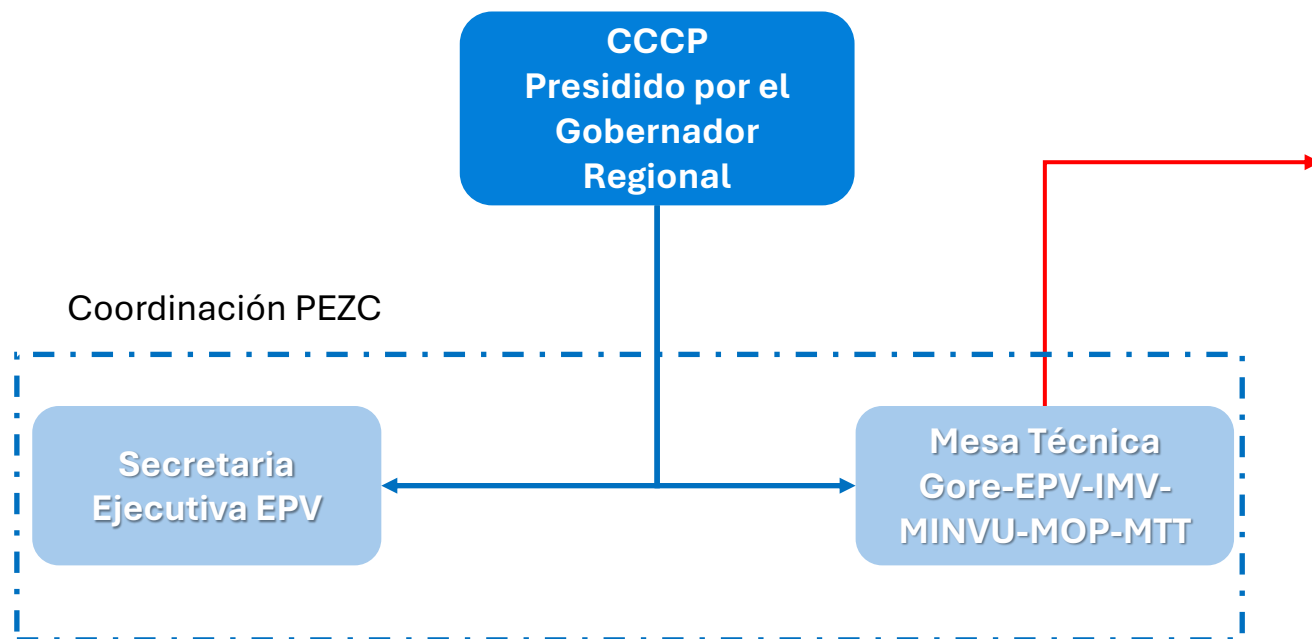 CCCP
Presidido por el
Gobernador
Regional
Coordinación PEZC
Secretaria
Ejecutiva EPV
Mesa Técnica
Gore-EPV-IMV-
MINVU-MOP-MTT